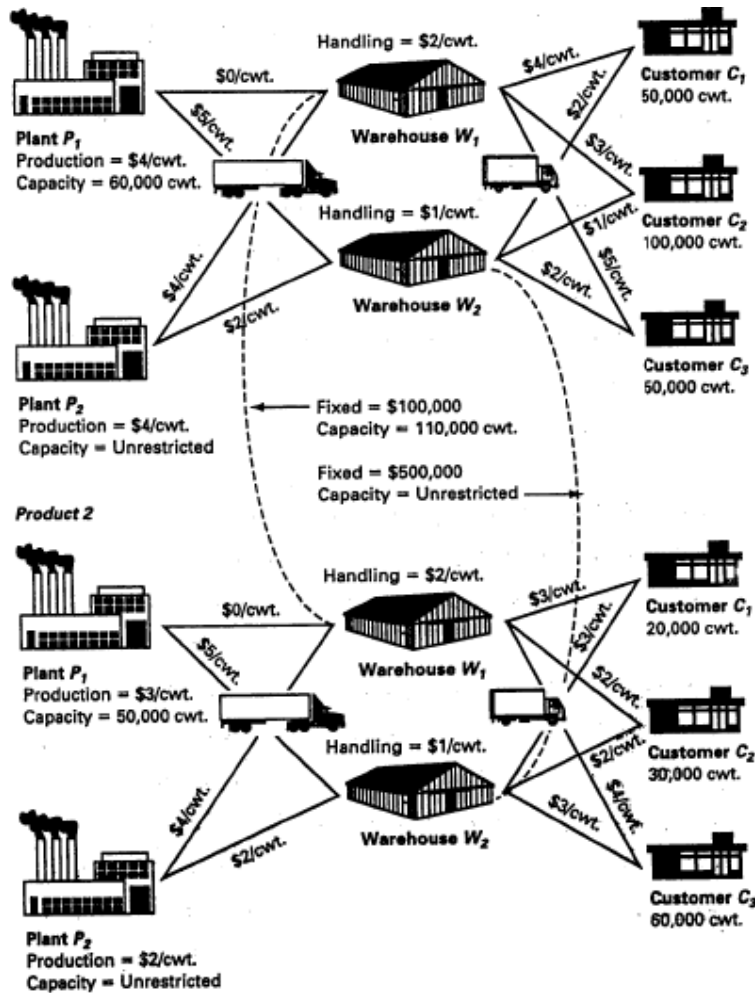 Handling = $2/cwt.
$0/cwt.
$4/cwt.
$2/cwt.
Customer C₁
50,000 cwt.
$5/cwt.
Warehouse W₁
Plant P₁
Production = $4/cwt.
Capacity = 60,000 cwt.
$3/cwt.
Handling = $1/cwt.
$1/cwt.
Customer C₂
100,000 cwt.
$4/cwt.
$2/cwt.
$2/cwt.
$5/cwt.
Warehouse W₂
Customer C₃
50,000 cwt.
Plant P₂
Production = $4/cwt.
Capacity = Unrestricted
Fixed = $100,000
Capacity = 110,000 cwt.
Fixed = $500,000
Capacity = Unrestricted
Product 2
Handling = $2/cwt.
$0/cwt.
$3/cwt.
$3/cwt.
Customer C₁
20,000 cwt.
$5/cwt.
Warehouse W₁
Plant P₁
Production = $3/cwt.
Capacity = 50,000 cwt.
$2/cwt.
Handling = $1/cwt.
$2/cwt.
Customer C₂
30,000 cwt.
$4/cwt.
$2/cwt.
$3/cwt.
$4/cwt.
Warehouse W₂
Customer C₃
60,000 cwt.
Plant P₂
Production = $2/cwt.
Capacity = Unrestricted